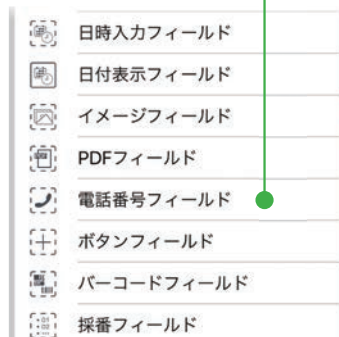 日時入力フィールド
日付表示フィールド
イメージフィールド
PDFフィールド
電話番号フィールド
ボタンフィールド
バーコードフィールド
採番フィールド